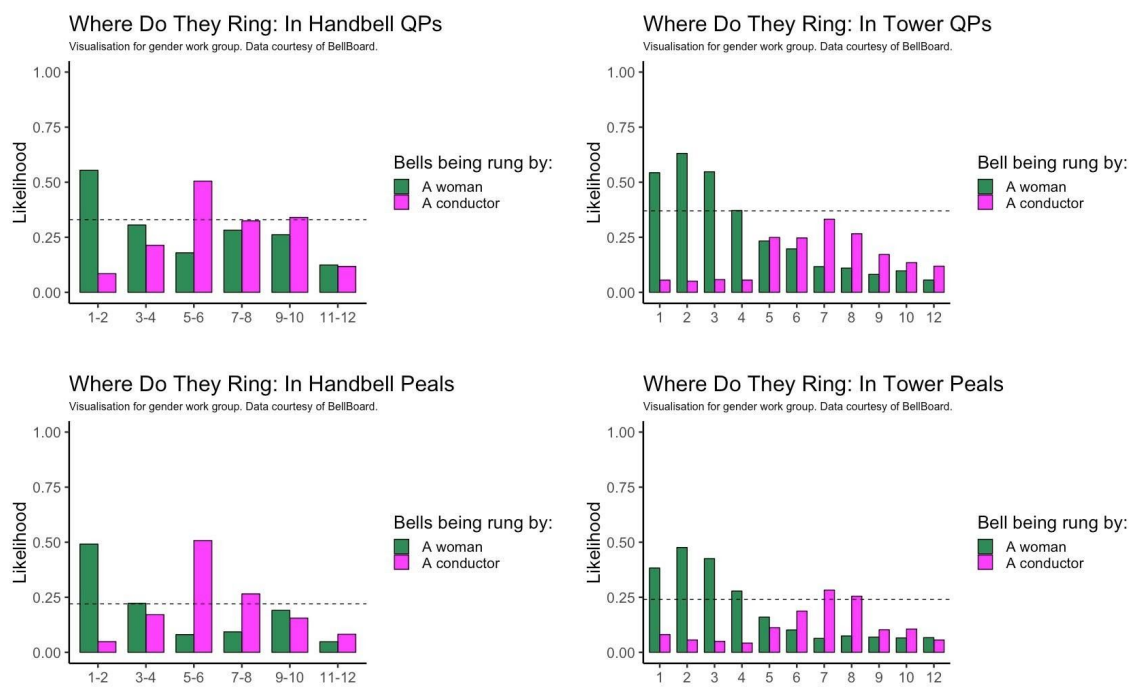 Where Do They Ring: In Handbell QPs
Visualisation for gender work group. Data courtesy of BellBoard.
1.00
0.75
0.50
0.25
0.00
Likelihood
1-2 3-4 5-6 7-8 9-10 11-12
Bells being rung by:
A woman
A conductor
Where Do They Ring: In Tower QPs
Visualisation for gender work group. Data courtesy of BellBoard.
1.00
0.75
0.50
0.25
0.00
Likelihood
1 2 3 4 5 6 7 8 9 10 12
Bell being rung by:
A woman
A conductor
Where Do They Ring: In Handbell Peals
Visualisation for gender work group. Data courtesy of BellBoard.
1.00
0.75
0.50
0.25
0.00
Likelihood
1-2 3-4 5-6 7-8 9-10 11-12
Bells being rung by:
A woman
A conductor
Where Do They Ring: In Tower Peals
Visualisation for gender work group. Data courtesy of BellBoard.
1.00
0.75
0.50
0.25
0.00
Likelihood
1 2 3 4 5 6 7 8 9 10 12
Bell being rung by:
A woman
A conductor